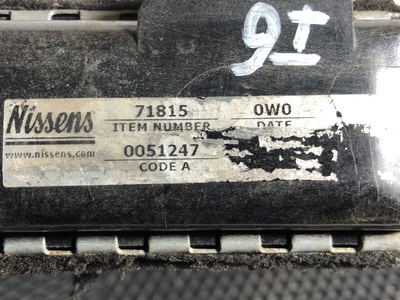 9I
Nissens
71815
0W0
ITEM NUMBER
DATE
www.nissens.com
0051247
CODE A